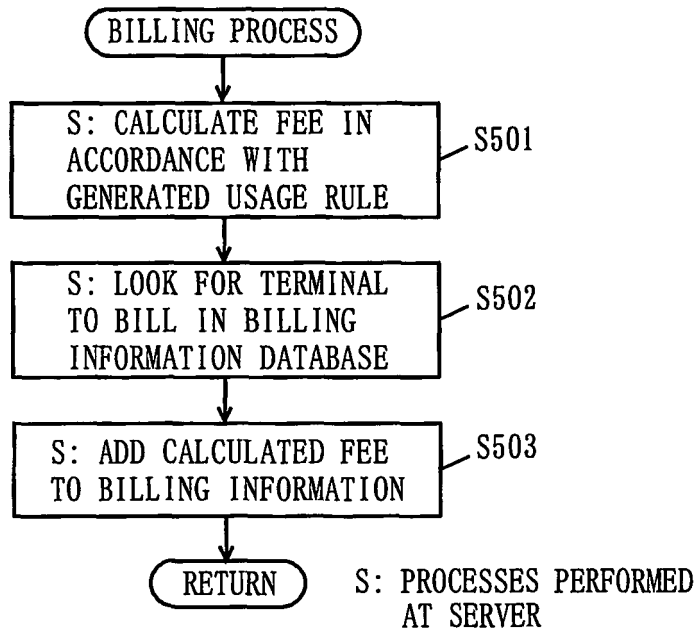 BILLING PROCESS
S: CALCULATE FEE IN
ACCORDANCE WITH
GENERATED USAGE RULE
S501
S: LOOK FOR TERMINAL
TO BILL IN BILLING
INFORMATION DATABASE
S502
S: ADD CALCULATED FEE
TO BILLING INFORMATION
S503
RETURN
S: PROCESSES PERFORMED
AT SERVER